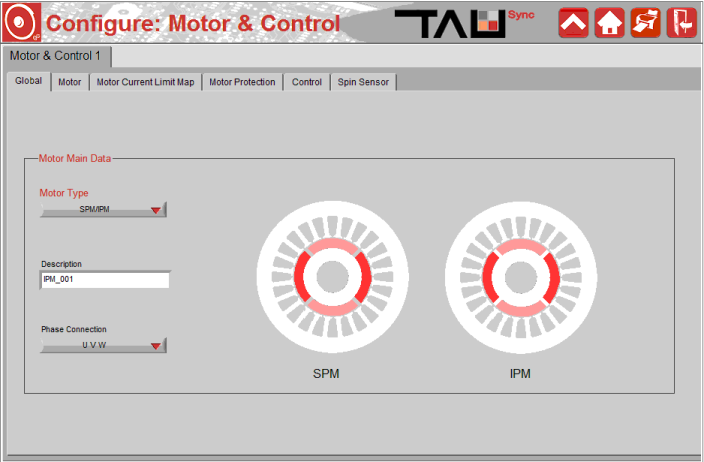 Configure: Motor & Control
TAU Sync
Motor & Control 1
Global Motor Motor Current Limit Map Motor Protection Control Spin Sensor
Motor Main Data
Motor Type
SPM/IPM
Description
IPM_001
Phase Connection
U V W
SPM IPM